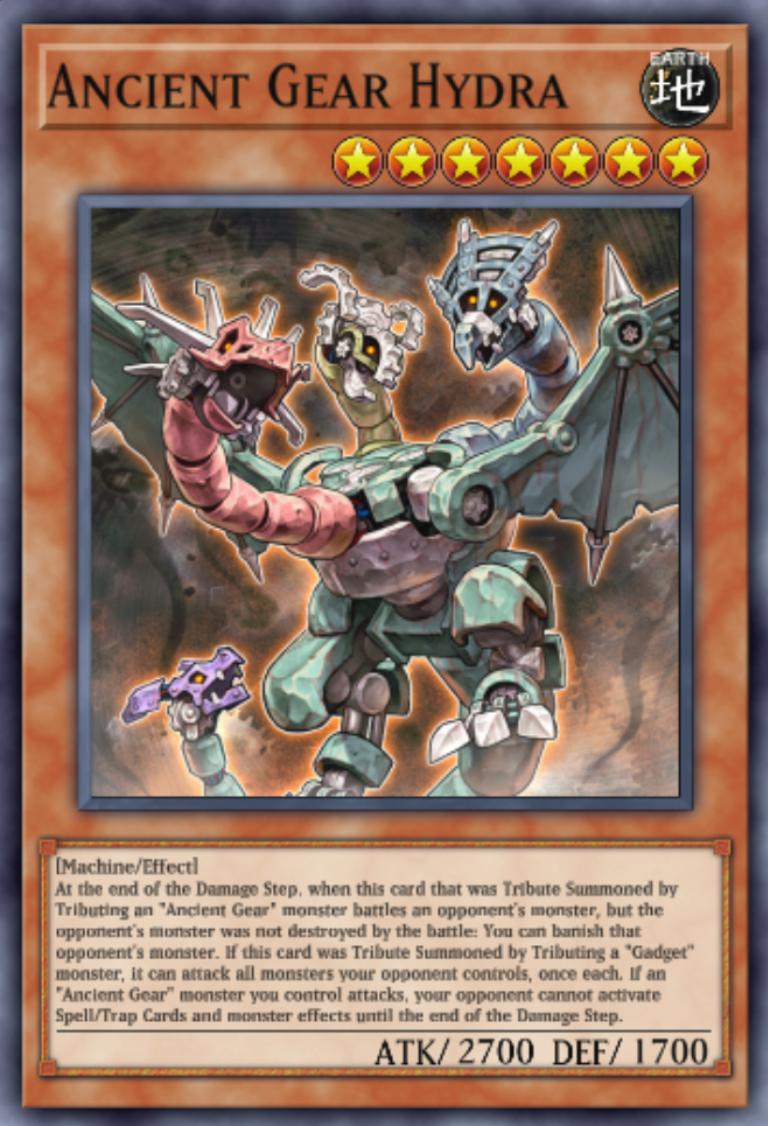 ANCIENT GEAR HYDRA
EARTH
地
[Machine/Effect]
At the end of the Damage Step, when this card that was Tribute Summoned by
Tributing an "Ancient Gear" monster battles an opponent's monster, but the
opponent's monster was not destroyed by the battle: You can banish that
opponent's monster. If this card was Tribute Summoned by Tributing a "Gadget"
monster, it can attack all monsters your opponent controls, once each. If an
"Ancient Gear" monster you control attacks, your opponent cannot activate
Spell/Trap Cards and monster effects until the end of the Damage Step.
ATK/ 2700 DEF/ 1700